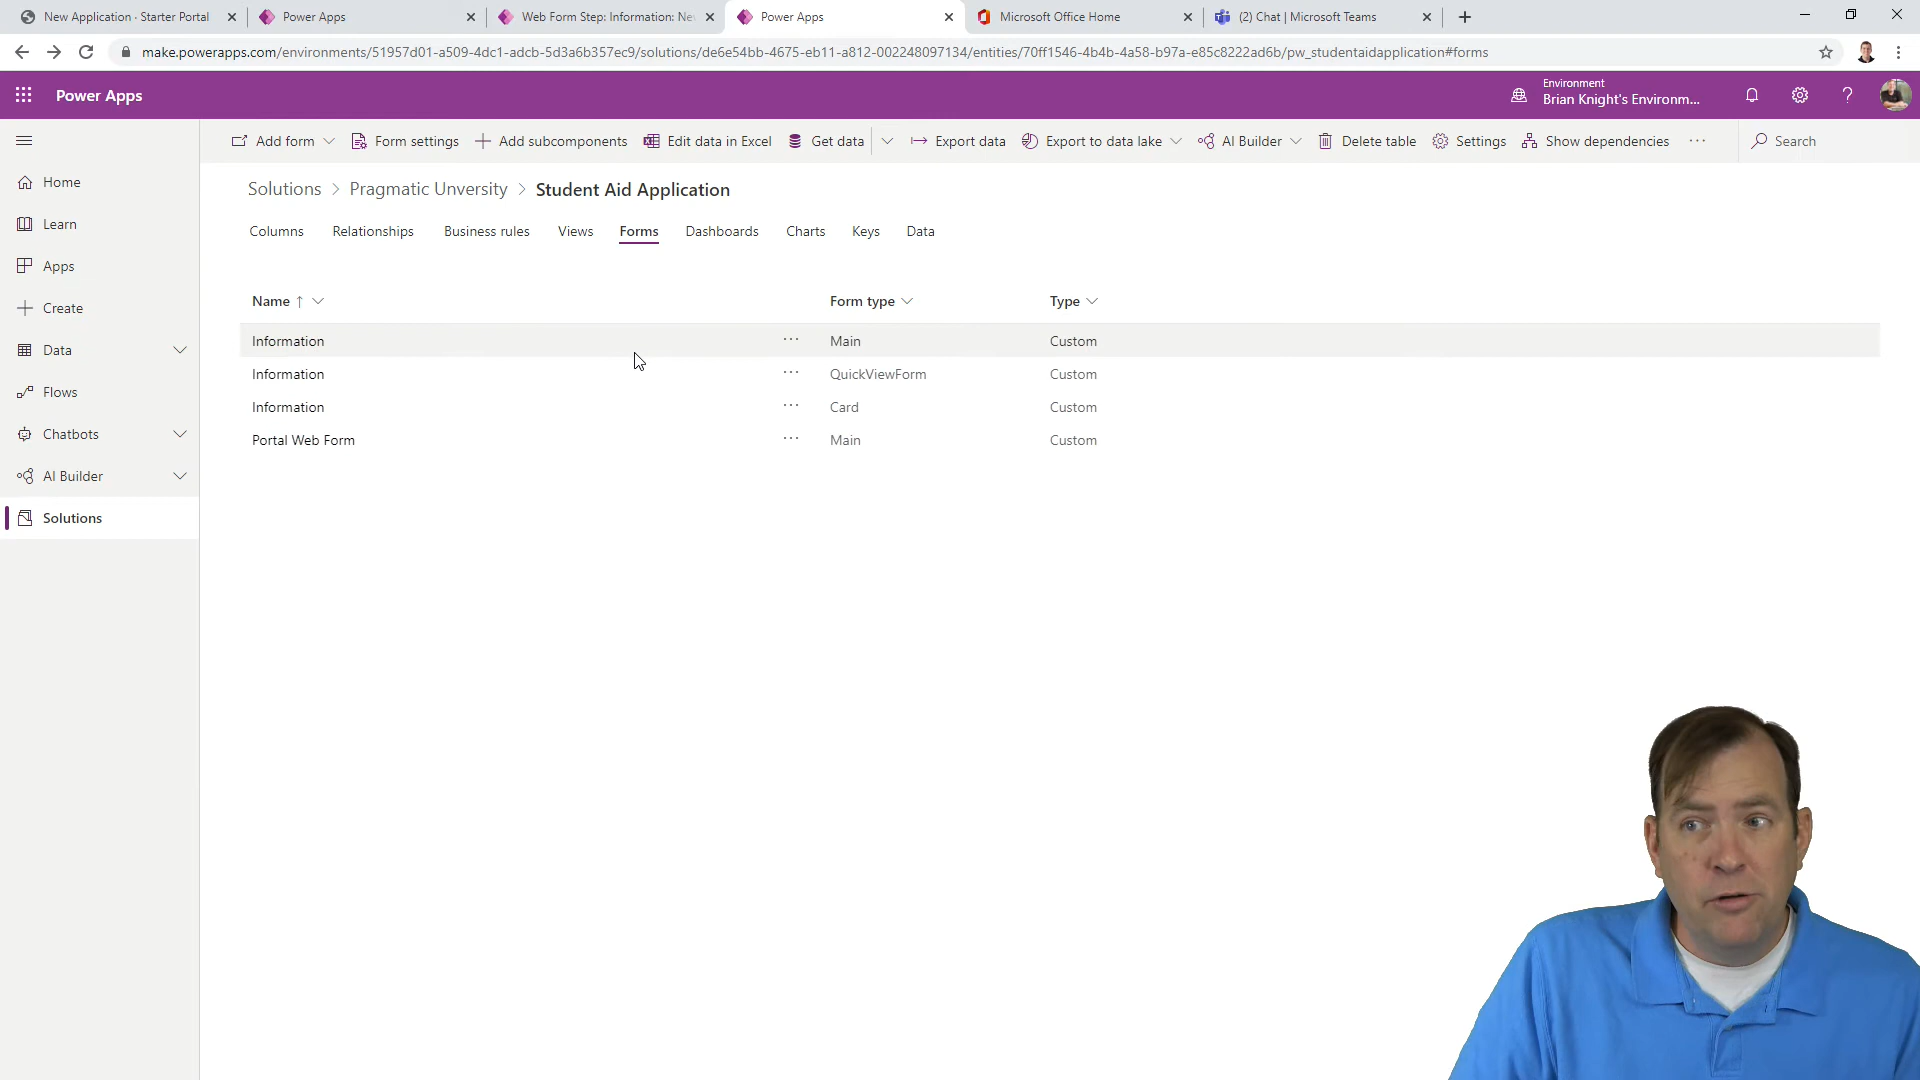 New Application · Starter Portal
Power Apps
Web Form Step: Information: Ne
Power Apps
Microsoft Office Home
(2) Chat | Microsoft Teams
make.powerapps.com/environments/51957d01-a509-4dc1-adcb-5d3a6b357ec9/solutions/de6e54bb-4675-eb11-a812-002248097134/entities/70ff1546-4b4b-4a58-b97a-e85c8222ad6b/pw_studentaidapplication#forms
Power Apps
Environment
Brian Knight's Environm...
Add form
Form settings
Add subcomponents
Edit data in Excel
Get data
Export data
Export to data lake
AI Builder
Delete table
Settings
Show dependencies
Search
Home
Learn
Apps
Create
Data
Flows
Chatbots
AI Builder
Solutions
Solutions > Pragmatic Unversity > Student Aid Application
Columns Relationships Business rules Views Forms Dashboards Charts Keys Data
Name ↑ Form type Type
Information ... Main Custom
Information ... QuickViewForm Custom
Information ... Card Custom
Portal Web Form ... Main Custom